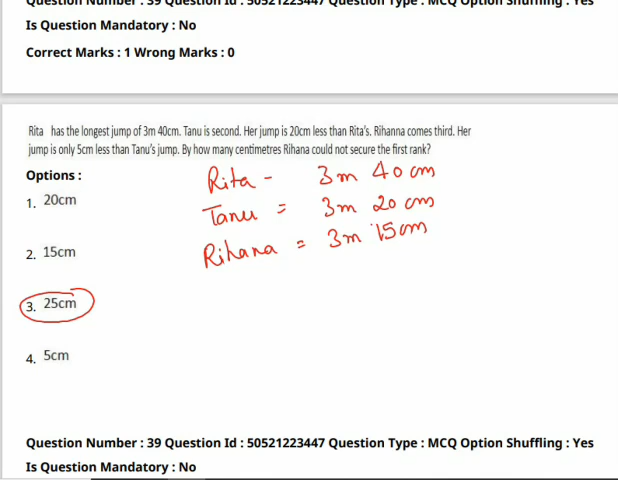 Question Number : 39 Question Id : 50521223447 Question Type : MCQ Option Shuffling : Yes
Is Question Mandatory : No
Correct Marks : 1 Wrong Marks : 0
Rita has the longest jump of 3m 40cm. Tanu is second. Her jump is 20cm less than Rita's. Rihanna comes third. Her
jump is only 5cm less than Tanu's jump. By how many centimetres Rihana could not secure the first rank?
Options :
1. 20cm
2. 15cm
3. 25cm
4. 5cm
Rita - 3m 40 cm
Tanu = 3m 20 cm
Rihana = 3m 15cm
Question Number : 39 Question Id : 50521223447 Question Type : MCQ Option Shuffling : Yes
Is Question Mandatory : No